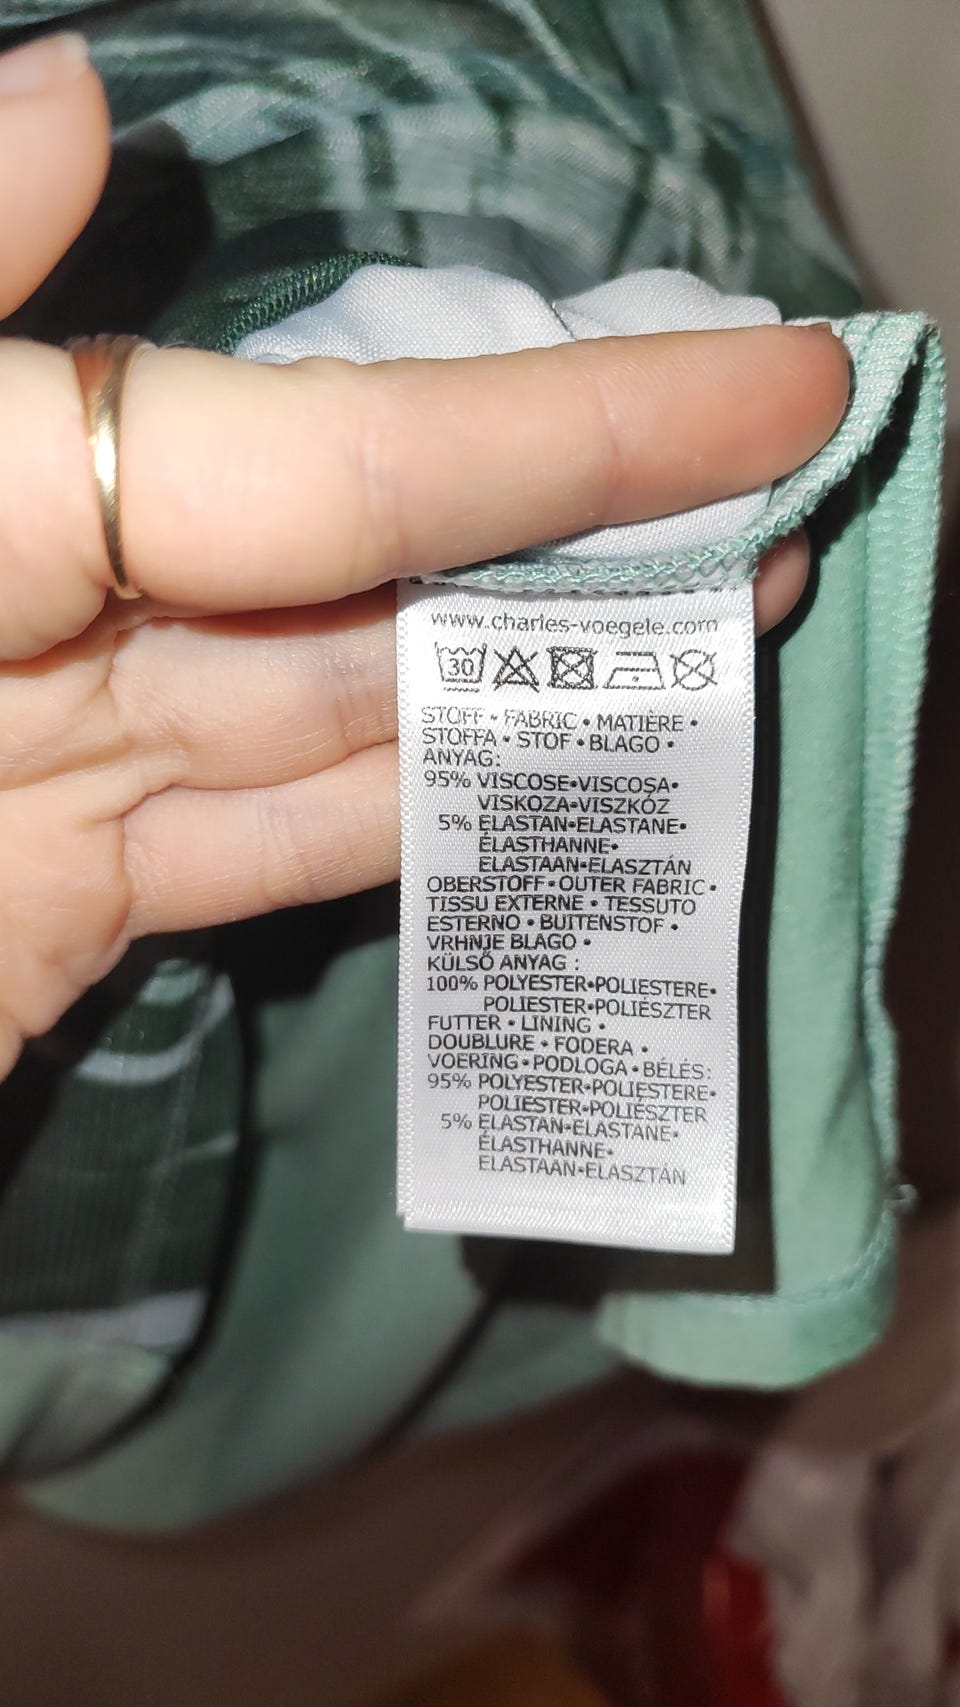 www.charles-voegele.com
30
STOFF • FABRIC • MATIÈRE •
STOFFA • STOF • BLAGO •
ANYAG:
95% VISCOSE•VISCOSA•
VISKOZA•VISZKÓZ
5% ELASTAN•ELASTANE•
ÉLASTHANNE•
ELASTAAN•ELASZTÁN
OBERSTOFF•OUTER FABRIC•
TISSU EXTERNE • TESSUTO
ESTERNO • BUITENSTOF •
VRHNJE BLAGO •
KÜLSŐ ANYAG :
100% POLYESTER•POLIESTERE•
POLIESTER•POLIÉSZTER
FUTTER • LINING •
DOUBLURE • FODERA •
VOERING•PODLOGA•BÉLÉS:
95% POLYESTER•POLIESTERE•
POLIESTER•POLIÉSZTER
5% ELASTAN•ELASTANE•
ÉLASTHANNE•
ELASTAAN•ELASZTÁN